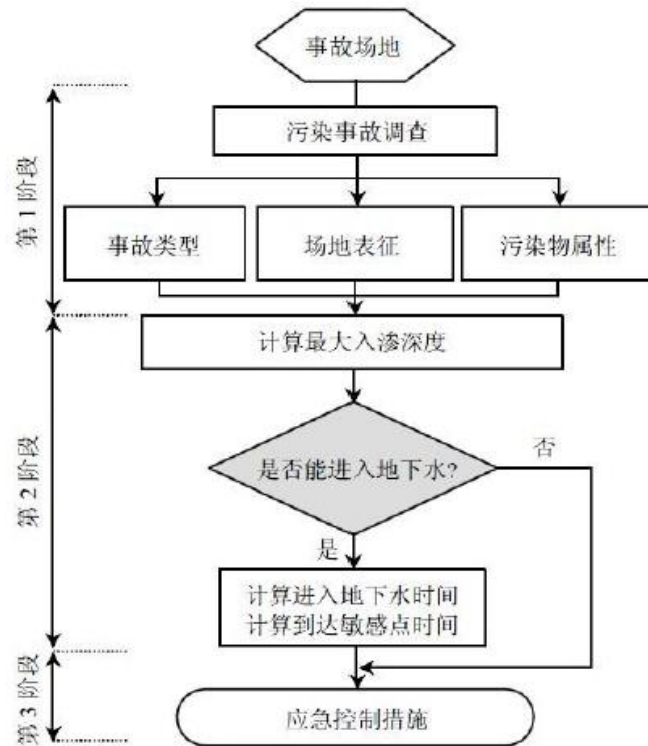 事故场地
第1阶段
污染事故调查
事故类型
场地表征
污染物属性
第2阶段
计算最大入渗深度
是否能进入地下水?
否
是
计算进入地下水时间
计算到达敏感点时间
第3阶段
应急控制措施